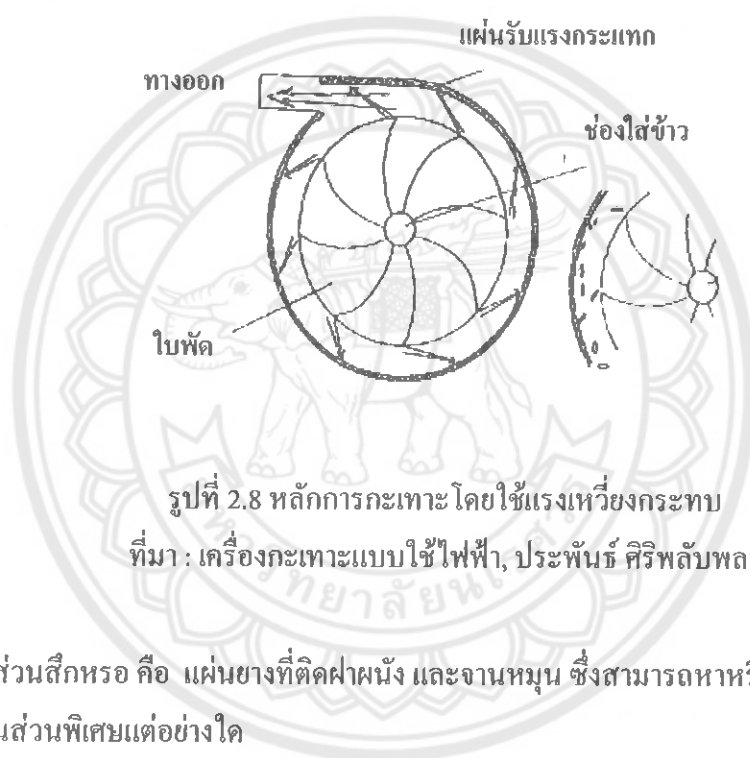 แผ่นรับแรงกระแทก
ทางออก
ช่องใส่ข้าว
ใบพัด
รูปที่ 2.8 หลักการกะเทาะโดยใช้แรงเหวี่ยงกระทบ
ที่มา : เครื่องกะเทาะแบบใช้ไฟฟ้า, ประพันธ์ ศิริพลับพล
ส่วนสึกหรอ คือ แผ่นยางที่ติดฝาผนัง และจานหมุน ซึ่งสามารถหาหรื
นส่วนพิเศษแต่อย่างใด